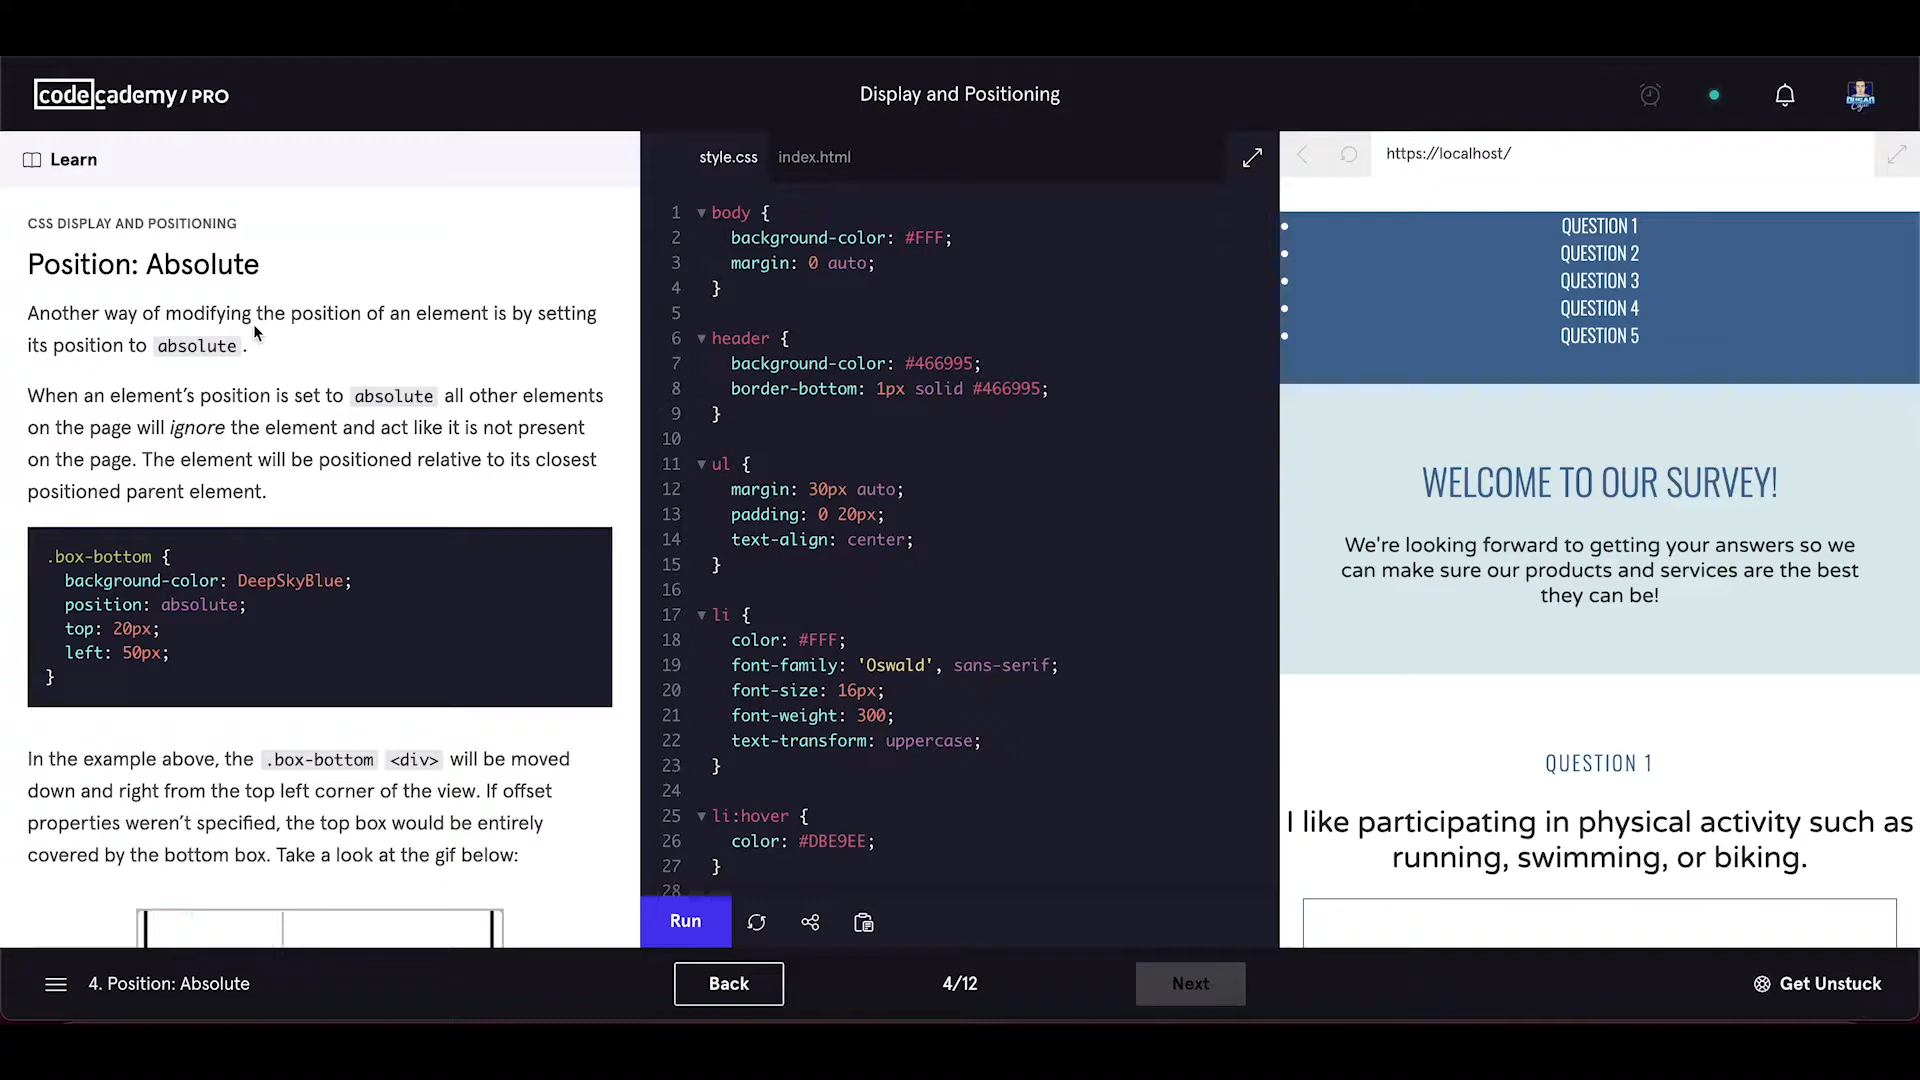 codecademy/PRO
Display and Positioning
Learn
CSS DISPLAY AND POSITIONING
Position: Absolute
Another way of modifying the position of an element is by setting
its position to absolute.
When an element's position is set to absolute all other elements
on the page will ignore the element and act like it is not present
on the page. The element will be positioned relative to its closest
positioned parent element.
.box-bottom {
background-color: DeepSkyBlue;
position: absolute;
top: 20px;
left: 50px;
}
In the example above, the .box-bottom <div> will be moved
down and right from the top left corner of the view. If offset
properties weren't specified, the top box would be entirely
covered by the bottom box. Take a look at the gif below:
style.css index.html
1 body {
2 background-color: #FFF;
3 margin: 0 auto;
4 }
5
6 header {
7 background-color: #466995;
8 border-bottom: 1px solid #466995;
9 }
10
11 ul {
12 margin: 30px auto;
13 padding: 0 20px;
14 text-align: center;
15 }
16
17 li {
18 color: #FFF;
19 font-family: 'Oswald', sans-serif;
20 font-size: 16px;
21 font-weight: 300;
22 text-transform: uppercase;
23 }
24
25 li:hover {
26 color: #DBE9EE;
27 }
28
Run
https://localhost/
QUESTION 1
QUESTION 2
QUESTION 3
QUESTION 4
QUESTION 5
WELCOME TO OUR SURVEY!
We're looking forward to getting your answers so we
can make sure our products and services are the best
they can be!
QUESTION 1
I like participating in physical activity such as
running, swimming, or biking.
4. Position: Absolute
Back
4/12
Next
Get Unstuck